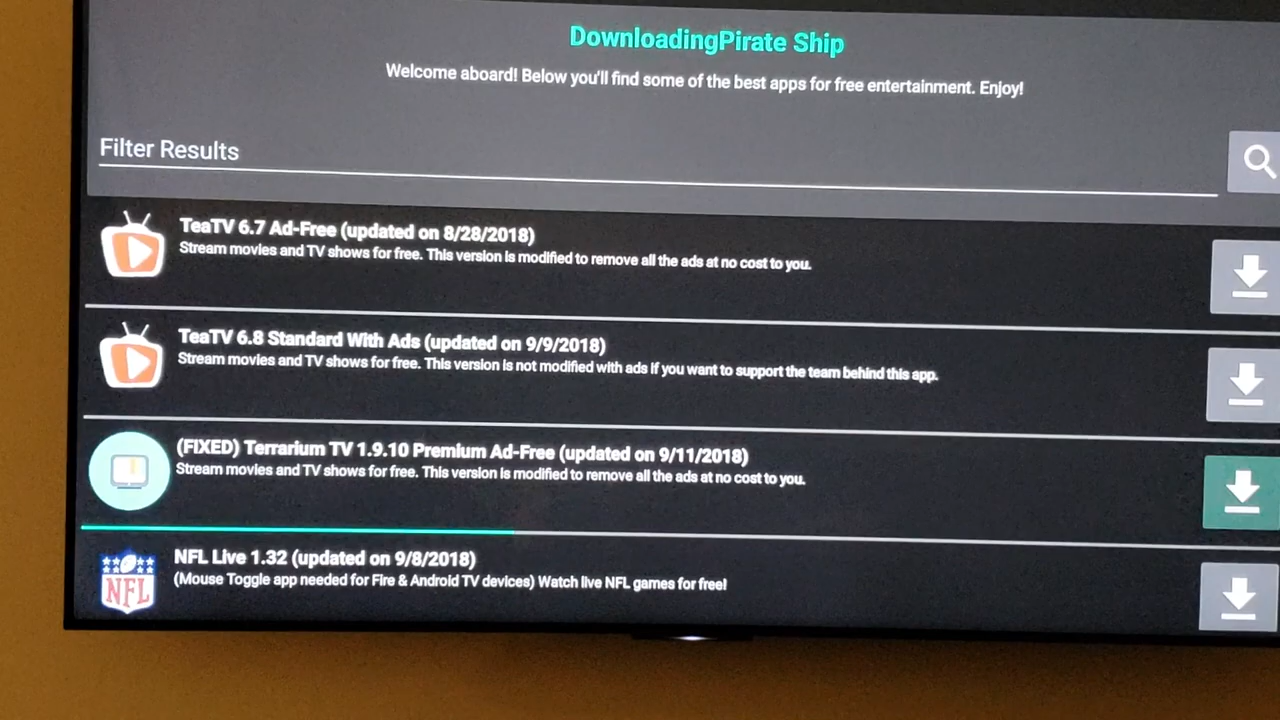 DownloadingPirate Ship
Welcome aboard! Below you'll find some of the best apps for free entertainment. Enjoy!
Filter Results
TeaTV 6.7 Ad-Free (updated on 8/28/2018)
Stream movies and TV shows for free. This version is modified to remove all the ads at no cost to you.
TeaTV 6.8 Standard With Ads (updated on 9/9/2018)
Stream movies and TV shows for free. This version is not modified with ads if you want to support the team behind this app.
(FIXED) Terrarium TV 1.9.10 Premium Ad-Free (updated on 9/11/2018)
Stream movies and TV shows for free. This version is modified to remove all the ads at no cost to you.
NFL Live 1.32 (updated on 9/8/2018)
(Mouse Toggle app needed for Fire & Android TV devices) Watch live NFL games for free!
NFL